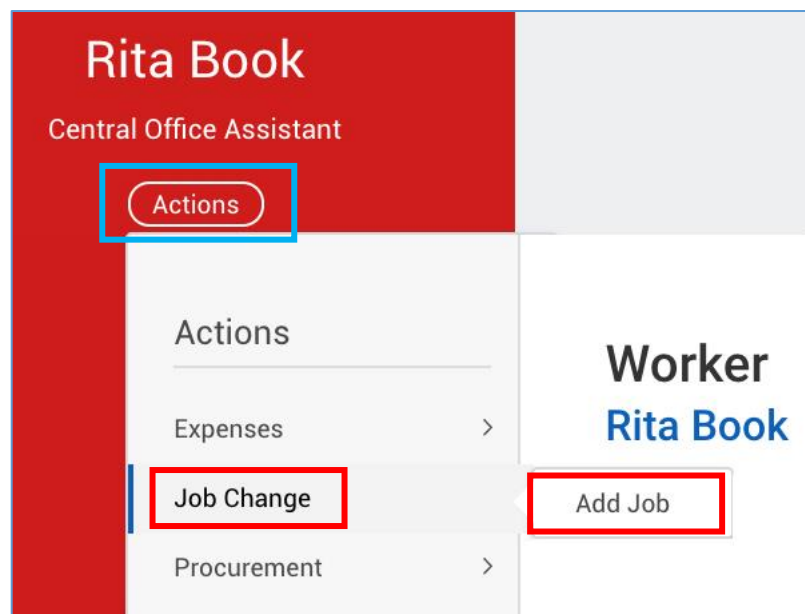 Rita Book
Central Office Assistant
Actions
Actions
Worker
Rita Book
Expenses
Job Change
Add Job
Procurement